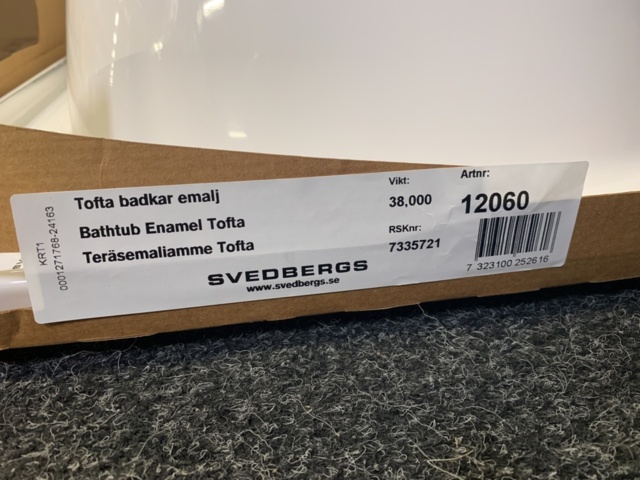 Tofta badkar emalj
Bathtub Enamel Tofta
Teräsemaliamme Tofta
SVEDBERGS
www.svedbergs.se
Vikt:
38,000
RSKnr:
7335721
Artnr:
12060
7 323100 252616
KRT1
0001271768-24163